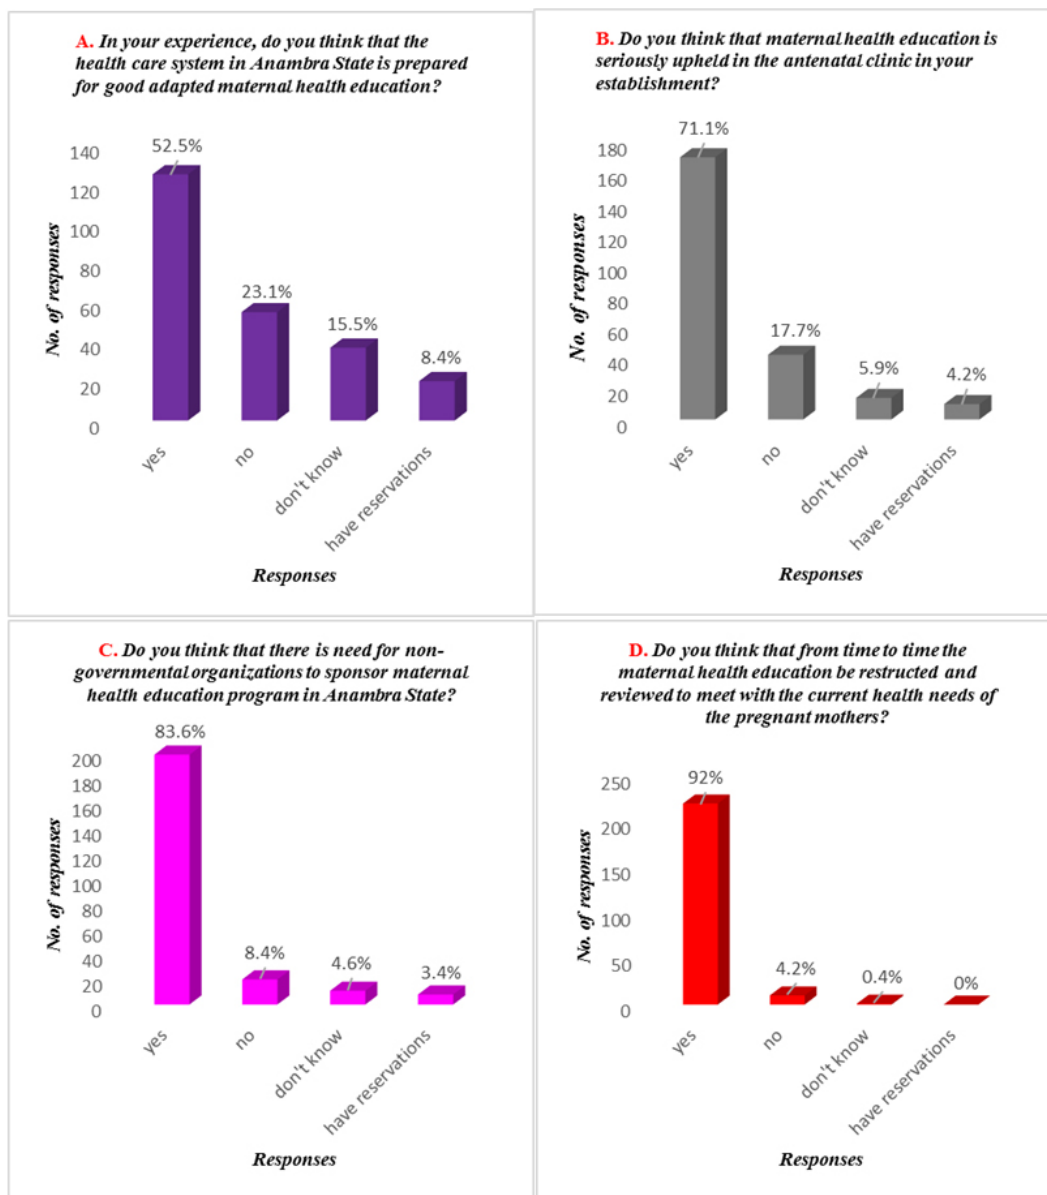 A. In your experience, do you think that the
health care system in Anambra State is prepared
for good adapted maternal health education?
52.5%
23.1%
15.5%
8.4%
140
120
100
80
60
40
20
0
No. of responses
yes
no
don't know
have reservations
Responses
B. Do you think that maternal health education is
seriously upheld in the antenatal clinic in your
establishment?
71.1%
17.7%
5.9%
4.2%
180
160
140
120
100
80
60
40
20
0
No. of responses
yes
no
don't know
have reservations
Responses
C. Do you think that there is need for non-
governmental organizations to sponsor maternal
health education program in Anambra State?
83.6%
8.4%
4.6%
3.4%
200
180
160
140
120
100
80
60
40
20
0
No. of responses
yes
no
don't know
have reservations
Responses
D. Do you think that from time to time the
maternal health education be restructed and
reviewed to meet with the current health needs of
the pregnant mothers?
92%
4.2%
0.4%
0%
250
200
150
100
50
0
No. of responses
yes
no
don't know
have reservations
Responses